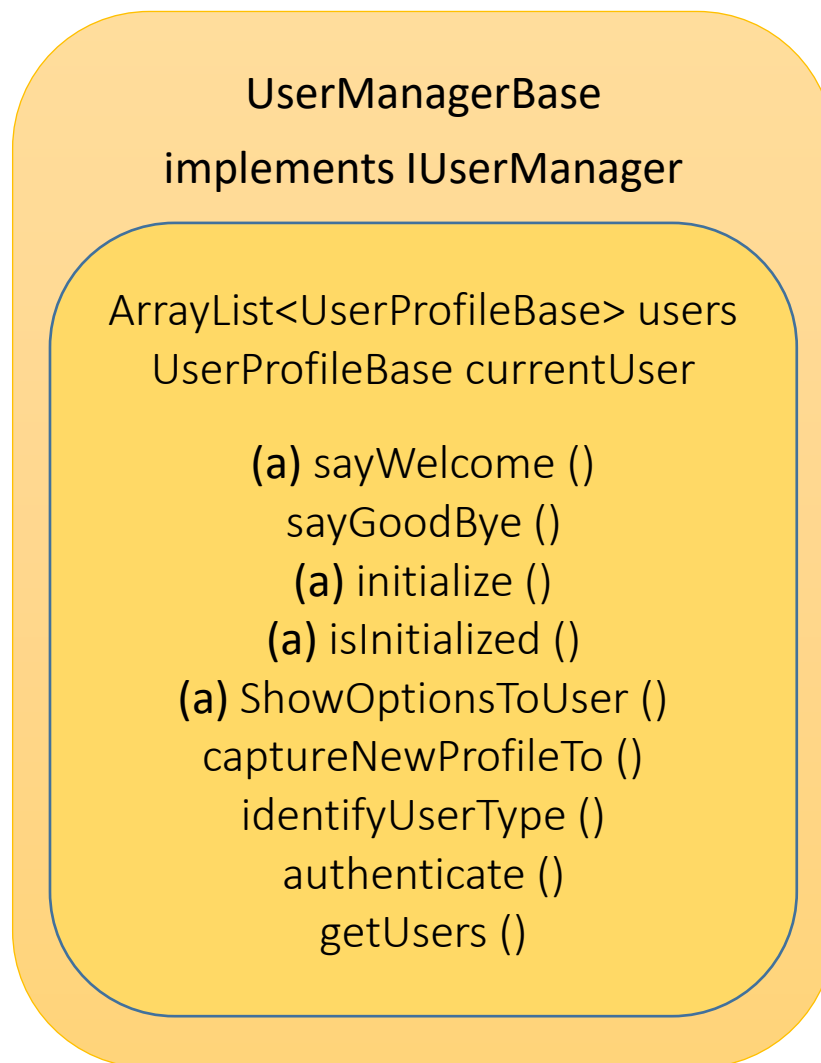 UserManagerBase
implements IUserManager
ArrayList<UserProfileBase> users
UserProfileBase currentUser
(a) sayWelcome ()
sayGoodBye ()
(a) initialize ()
(a) isInitialized ()
(a) ShowOptionsToUser ()
captureNewProfileTo ()
identifyUserType ()
authenticate ()
getUsers ()